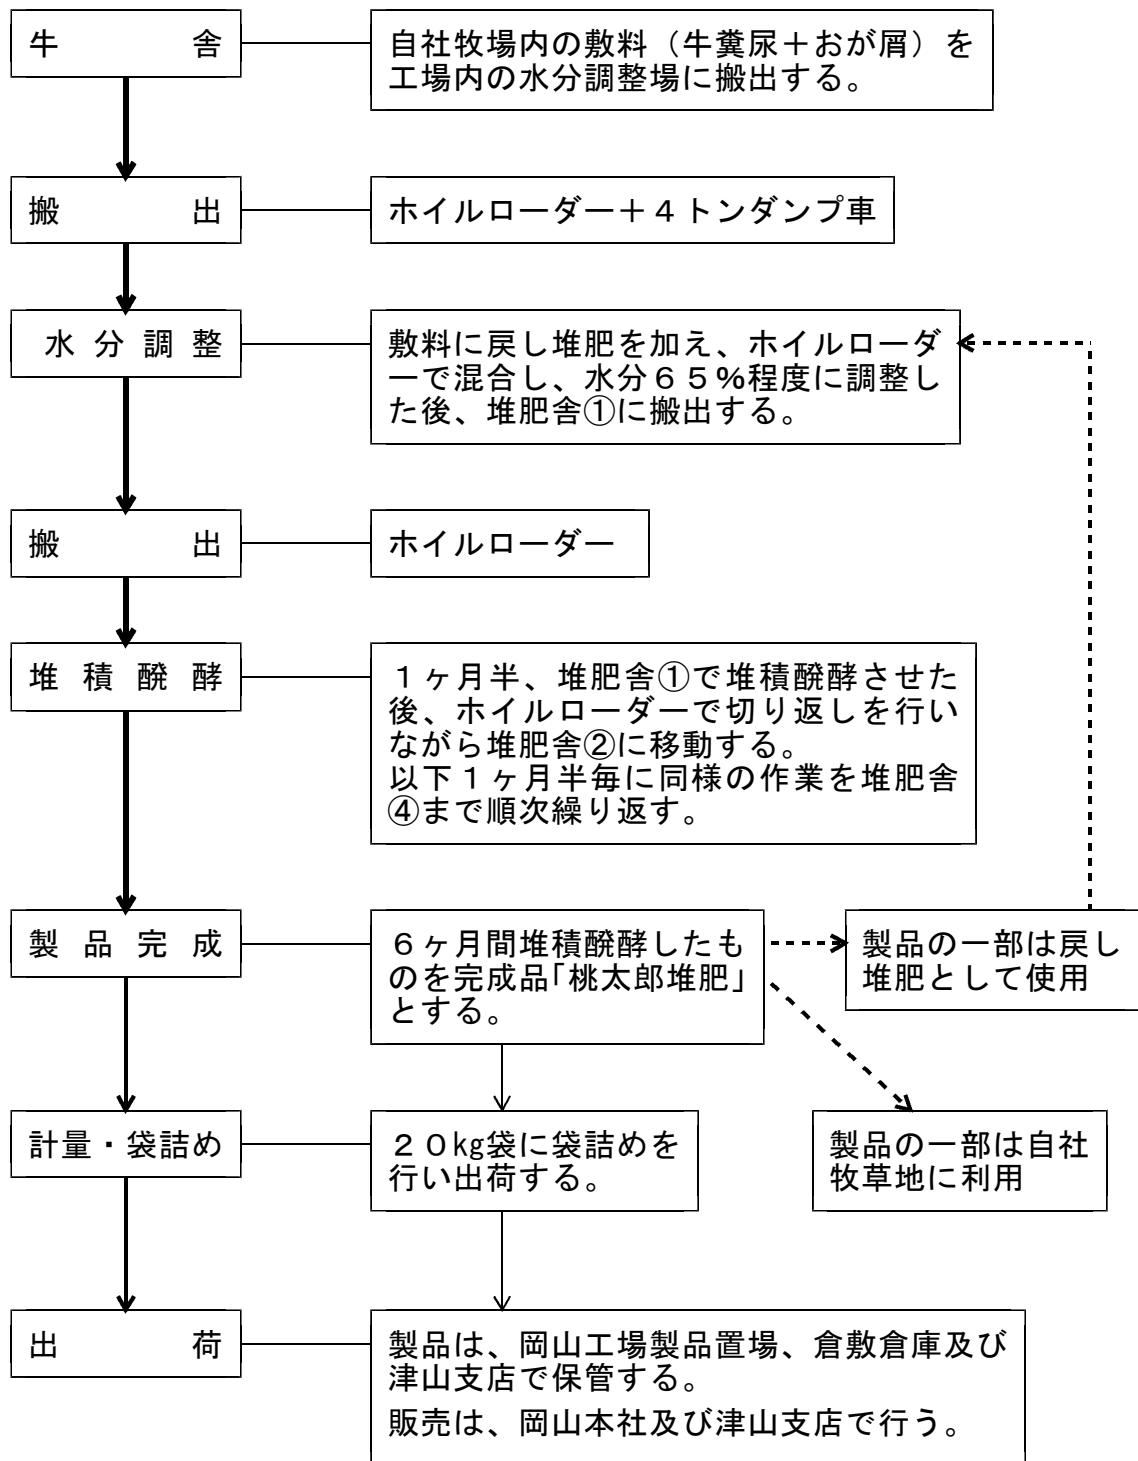 牛舎
自社牧場内の敷料（牛糞尿＋おが屑）を
工場内の水分調整場に搬出する。
搬出
ホイルローダー＋４トンダンプ車
水分調整
敷料に戻し堆肥を加え、ホイルローダ
ーで混合し、水分６５%程度に調整し
た後、堆肥舎①に搬出する。
搬出
ホイルローダー
堆積醗酵
１ヶ月半、堆肥舎①で堆積醗酵させた
後、ホイルローダーで切り返しを行い
ながら堆肥舎②に移動する。
以下１ヶ月半毎に同様の作業を堆肥舎
④まで順次繰り返す。
製品完成
６ヶ月間堆積醗酵したも
のを完成品「桃太郎堆肥」
とする。
製品の一部は戻し
堆肥として使用
計量・袋詰め
２０kg袋に袋詰めを
行い出荷する。
製品の一部は自社
牧草地に利用
出荷
製品は、岡山工場製品置場、倉敷倉庫及び
津山支店で保管する。
販売は、岡山本社及び津山支店で行う。